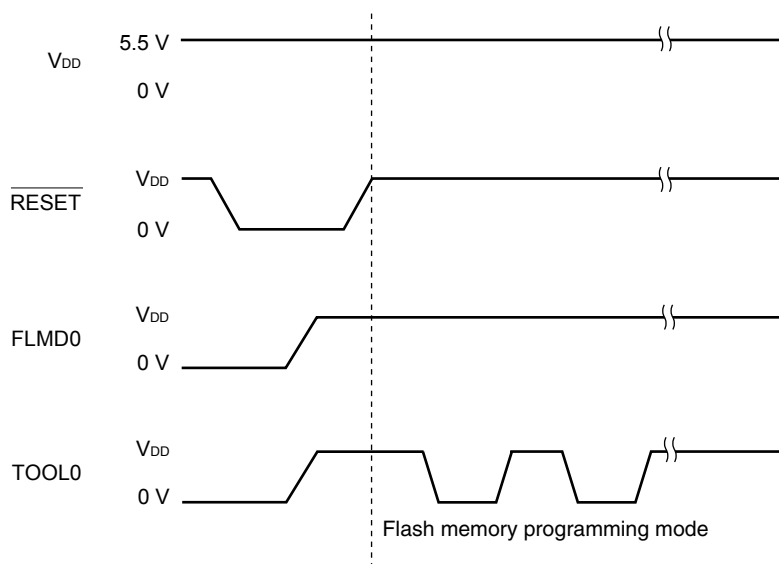 5.5 V
VDD
0 V
VDD
RESET
0 V
VDD
FLMD0
0 V
VDD
TOOL0
0 V
Flash memory programming mode